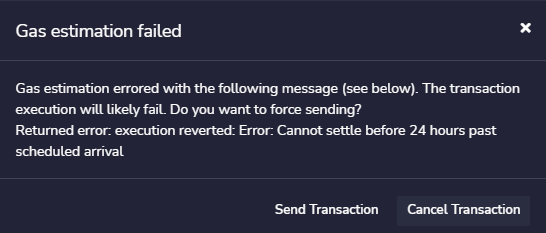 Gas estimation failed
×
Gas estimation errored with the following message (see below). The transaction
execution will likely fail. Do you want to force sending?
Returned error: execution reverted: Error: Cannot settle before 24 hours past
scheduled arrival
Send Transaction Cancel Transaction